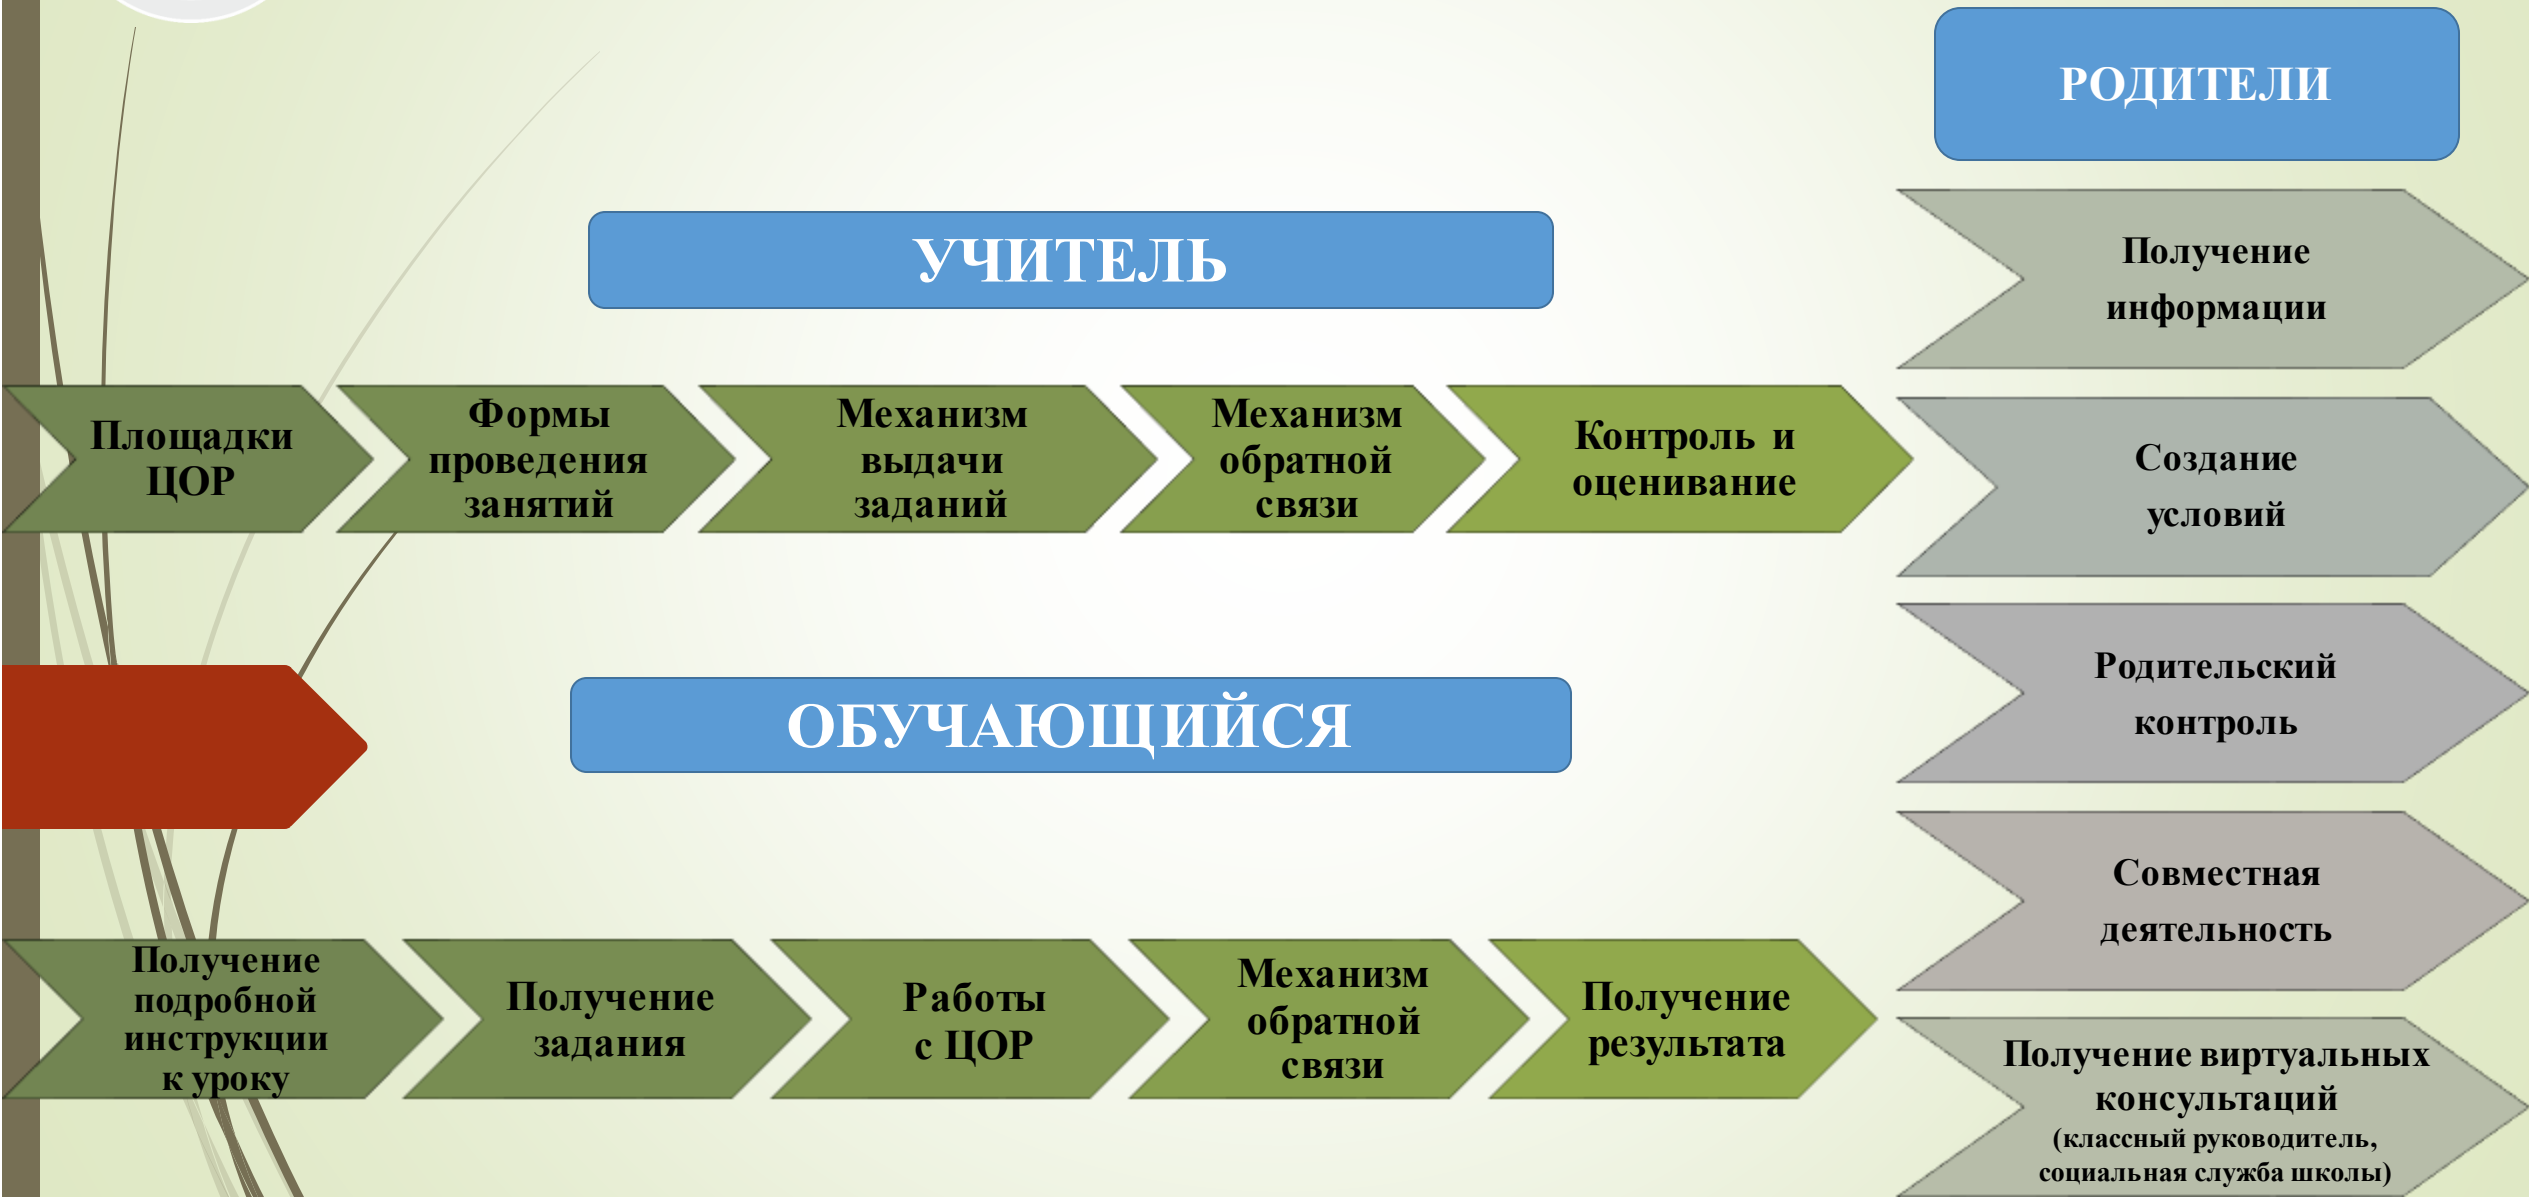 РОДИТЕЛИ
Получение
информации
Создание
условий
Родительский
контроль
Совместная
деятельность
Получение виртуальных
консультаций
(классный руководитель,
социальная служба школы)
УЧИТЕЛЬ
Площадки
ЦОР
Формы
проведения
занятий
Механизм
выдачи
заданий
Механизм
обратной
связи
Контроль и
оценивание
ОБУЧАЮЩИЙСЯ
Получение
подробной
инструкции
к уроку
Получение
задания
Работы
с ЦОР
Механизм
обратной
связи
Получение
результата